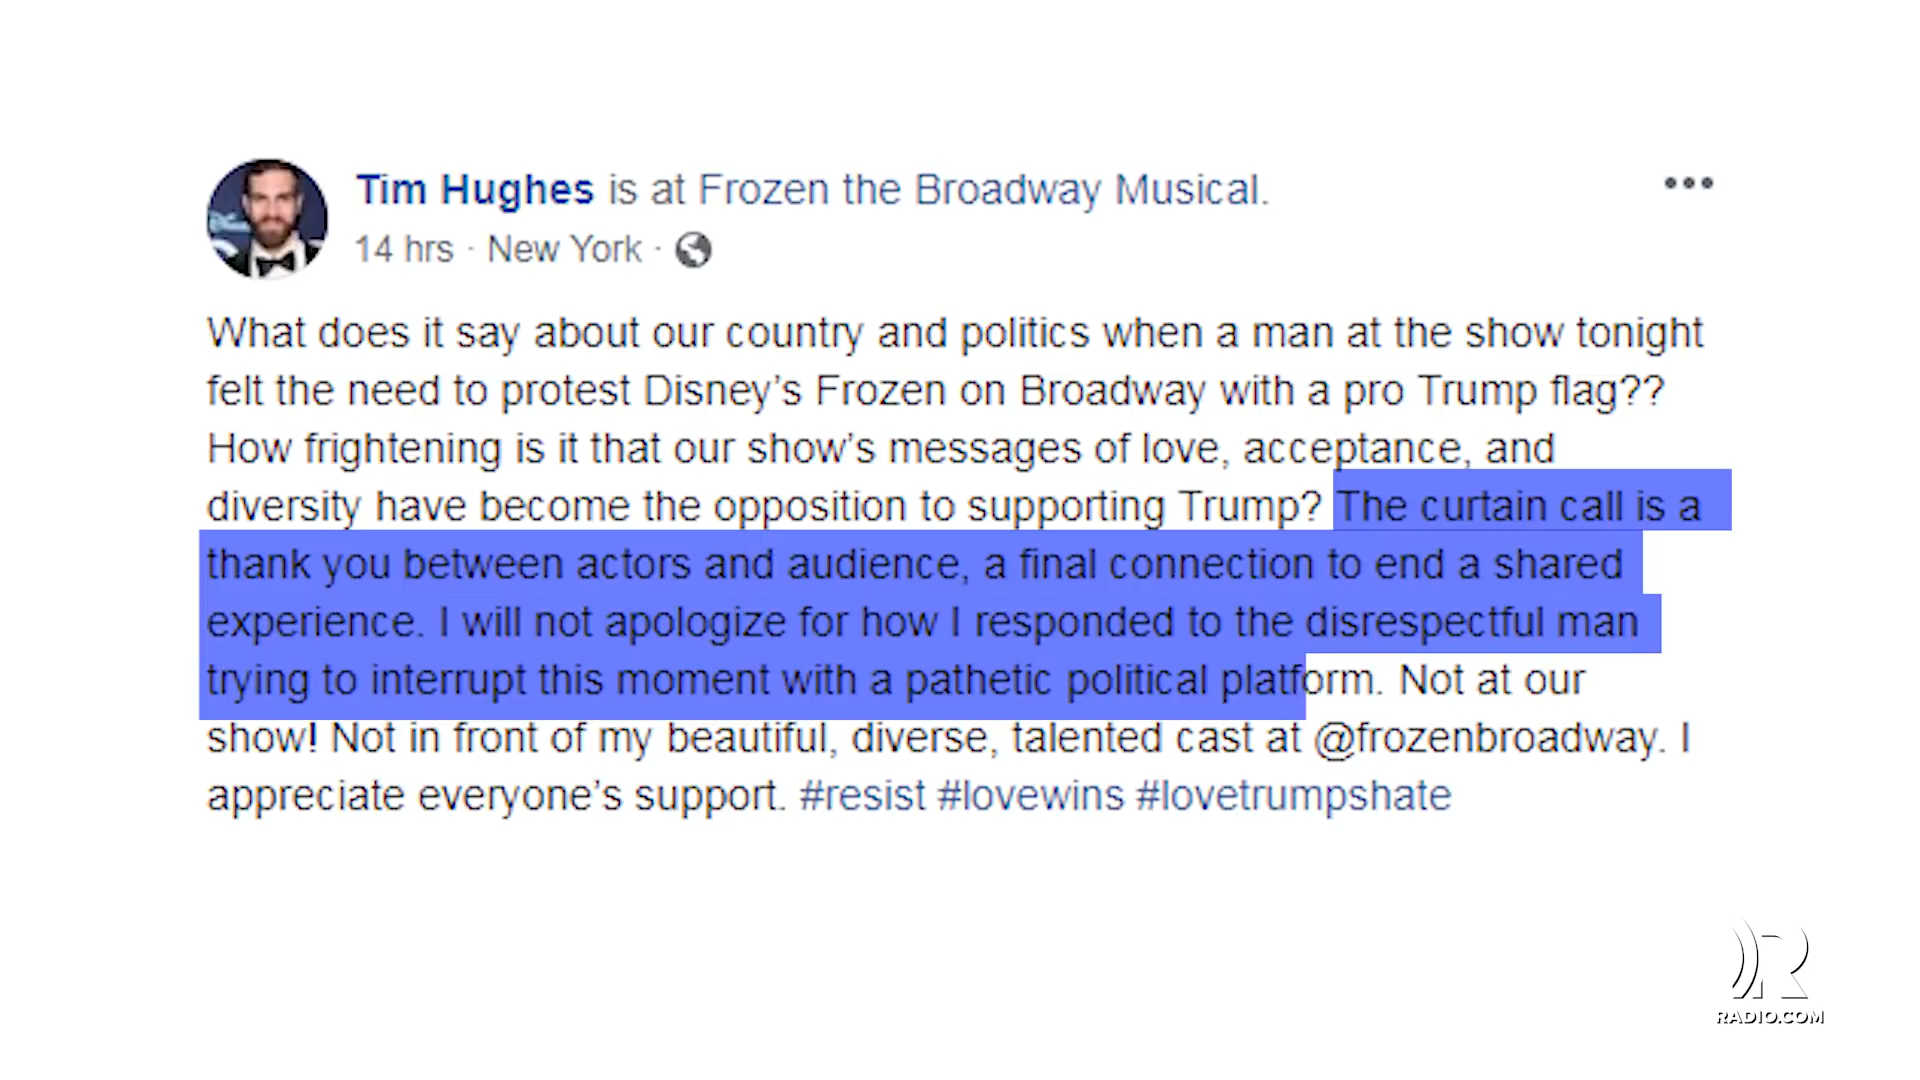 Tim Hughes is at Frozen the Broadway Musical.
14 hrs · New York ·
What does it say about our country and politics when a man at the show tonight
felt the need to protest Disney’s Frozen on Broadway with a pro Trump flag??
How frightening is it that our show’s messages of love, acceptance, and
diversity have become the opposition to supporting Trump? The curtain call is a
thank you between actors and audience, a final connection to end a shared
experience. I will not apologize for how I responded to the disrespectful man
trying to interrupt this moment with a pathetic political platform. Not at our
show! Not in front of my beautiful, diverse, talented cast at @frozenbroadway. I
appreciate everyone’s support. #resist #lovewins #lovetrumpshate
RADIO.COM